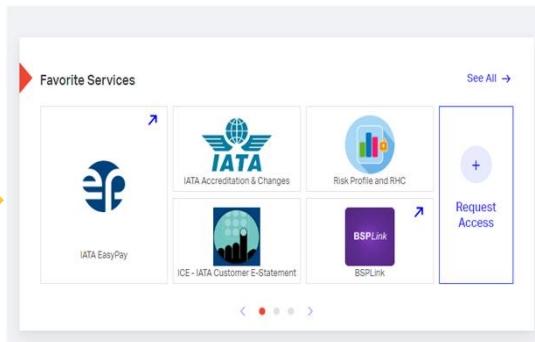 Favorite Services
See All →
IATA
IATA Accreditation & Changes
Risk Profile and RHC
IATA EasyPay
ICE - IATA Customer E-Statement
BSPLink
BSPLink
+
Request
Access